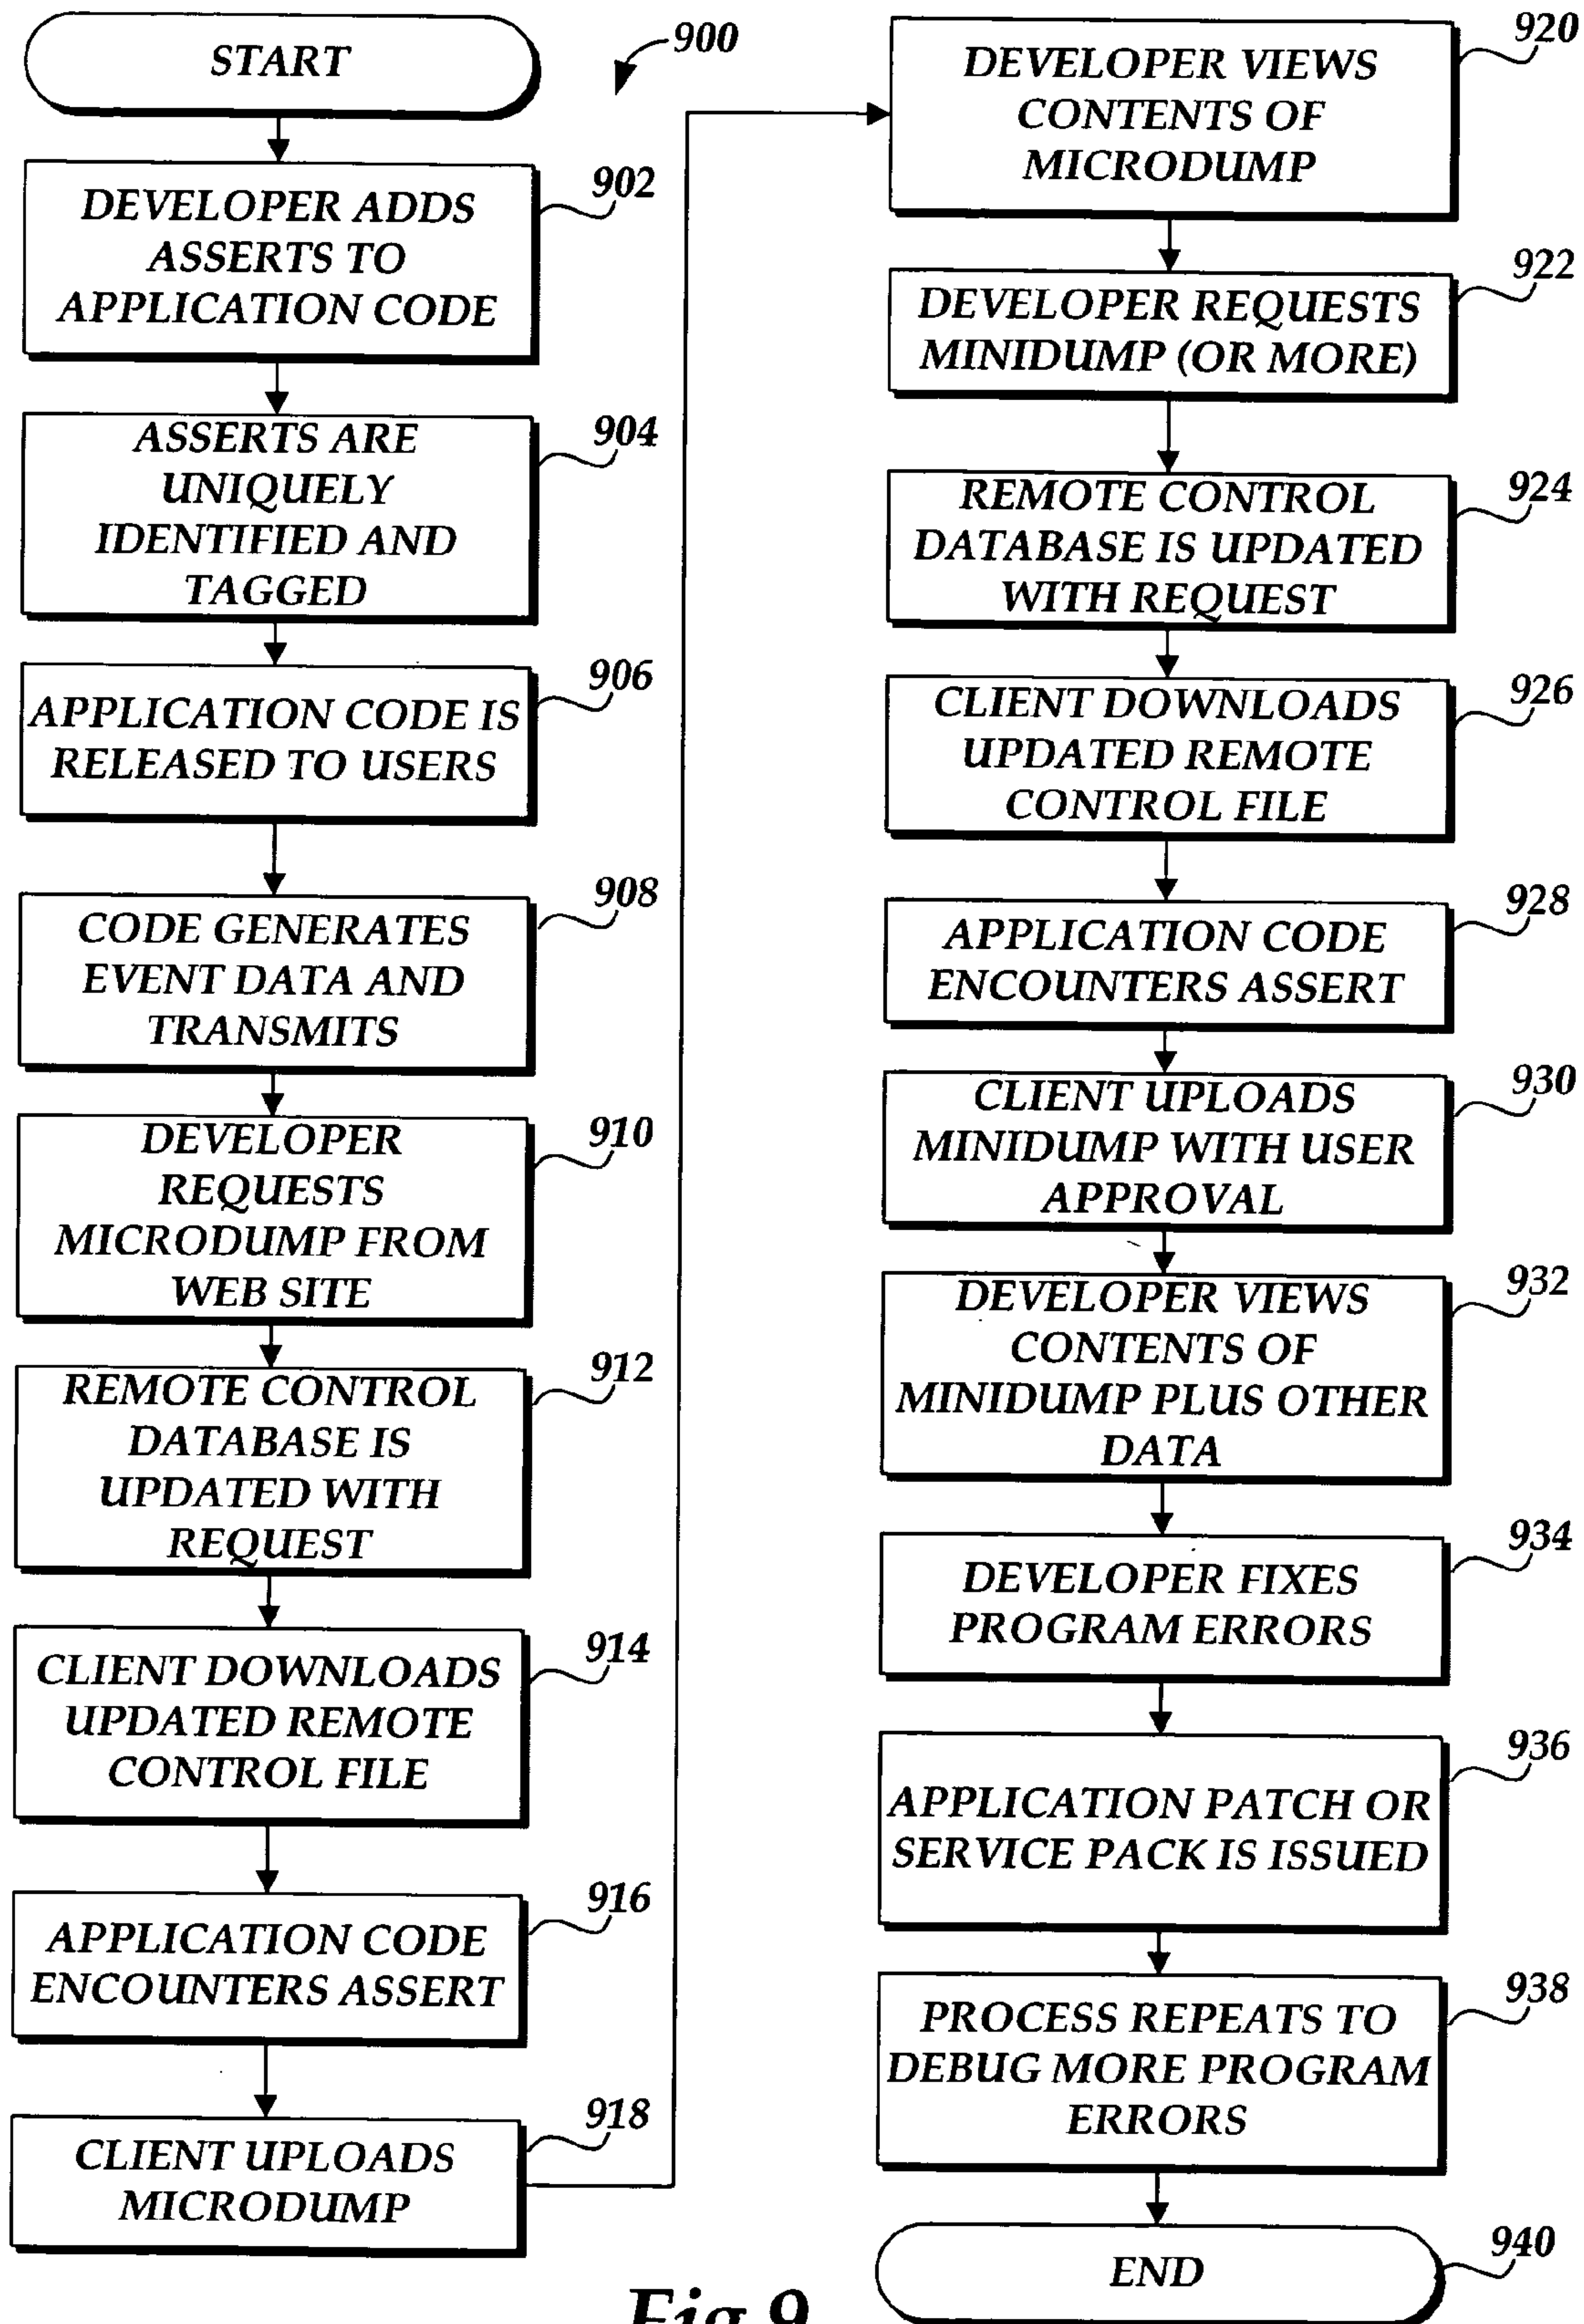 START
900
DEVELOPER ADDS
ASSERTS TO
APPLICATION CODE
902
ASSERTS ARE
UNIQUELY
IDENTIFIED AND
TAGGED
904
APPLICATION CODE IS
RELEASED TO USERS
906
CODE GENERATES
EVENT DATA AND
TRANSMITS
908
DEVELOPER
REQUESTS
MICRODUMP FROM
WEB SITE
910
REMOTE CONTROL
DATABASE IS
UPDATED WITH
REQUEST
912
CLIENT DOWNLOADS
UPDATED REMOTE
CONTROL FILE
914
APPLICATION CODE
ENCOUNTERS ASSERT
916
CLIENT UPLOADS
MICRODUMP
918
DEVELOPER VIEWS
CONTENTS OF
MICRODUMP
920
DEVELOPER REQUESTS
MINIDUMP (OR MORE)
922
REMOTE CONTROL
DATABASE IS UPDATED
WITH REQUEST
924
CLIENT DOWNLOADS
UPDATED REMOTE
CONTROL FILE
926
APPLICATION CODE
ENCOUNTERS ASSERT
928
CLIENT UPLOADS
MINIDUMP WITH USER
APPROVAL
930
DEVELOPER VIEWS
CONTENTS OF
MINIDUMP PLUS OTHER
DATA
932
DEVELOPER FIXES
PROGRAM ERRORS
934
APPLICATION PATCH OR
SERVICE PACK IS ISSUED
936
PROCESS REPEATS TO
DEBUG MORE PROGRAM
ERRORS
938
END
940
Fig 9